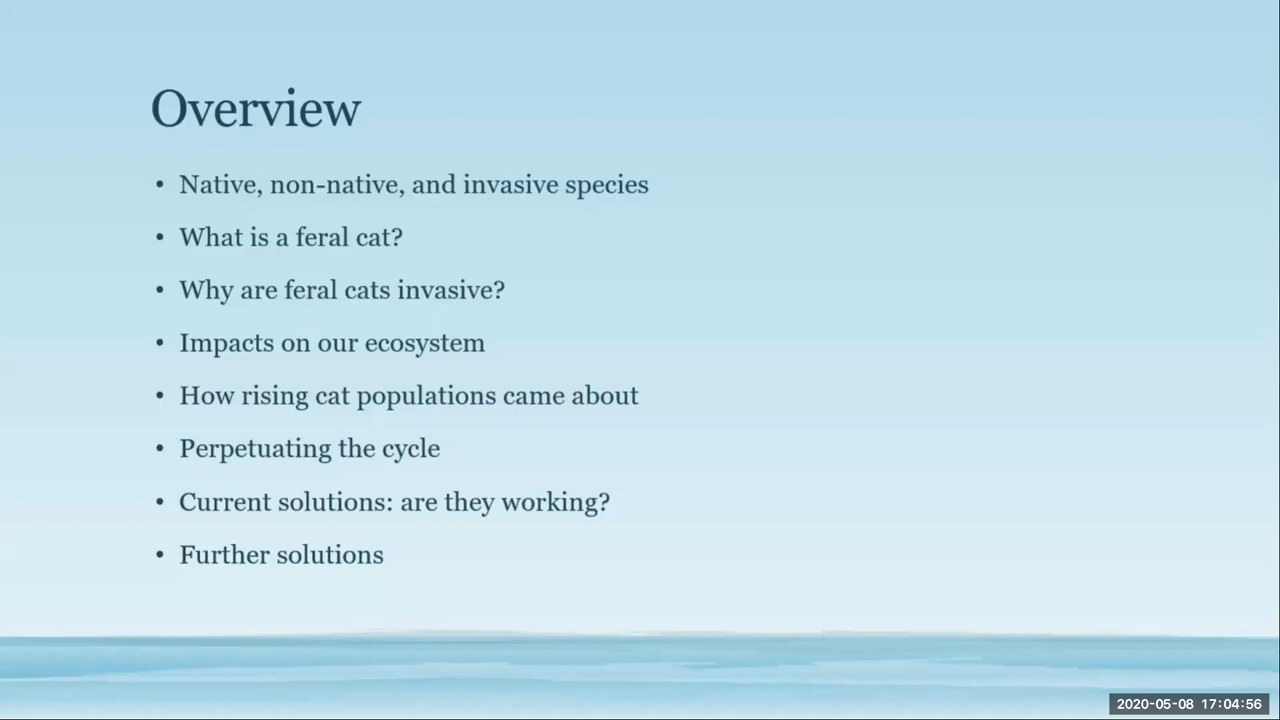 Overview
• Native, non-native, and invasive species
• What is a feral cat?
• Why are feral cats invasive?
• Impacts on our ecosystem
• How rising cat populations came about
• Perpetuating the cycle
• Current solutions: are they working?
• Further solutions
2020-05-08 17:04:56